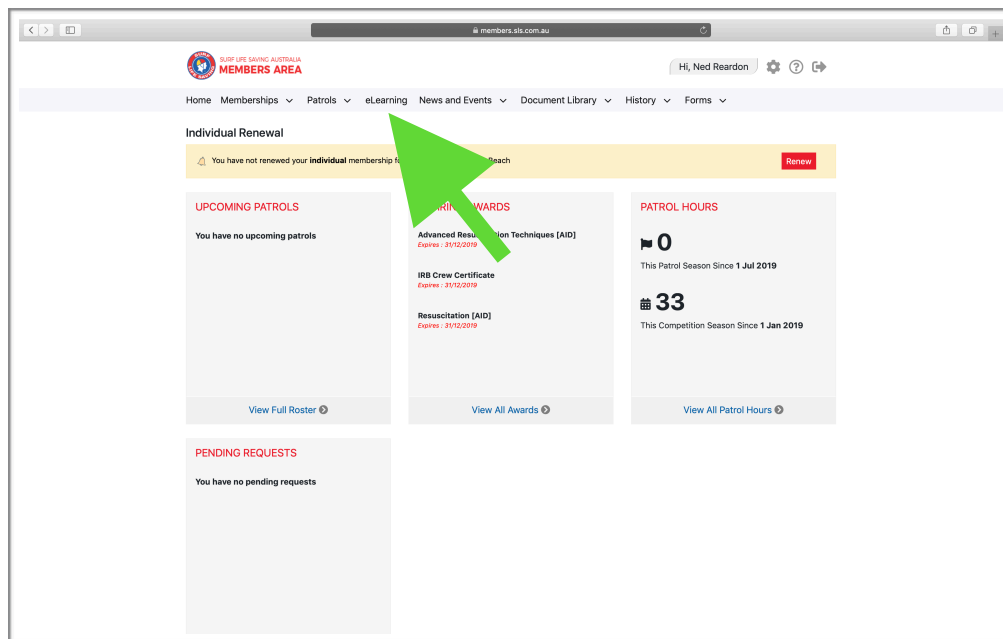 members.sls.com.au
SURF LIFE SAVING AUSTRALIA
MEMBERS AREA
Hi, Ned Reardon
Home Memberships Patrols eLearning News and Events Document Library History Forms
Individual Renewal
You have not renewed your individual membership Beach
Renew
UPCOMING PATROLS
You have no upcoming patrols
View Full Roster
Advanced Techniques [AID]
Expires : 31/12/2019
IRB Crew Certificate
Expires : 31/12/2019
Resuscitation [AID]
Expires : 31/12/2019
View All Awards
PATROL HOURS
0
This Patrol Season Since 1 Jul 2019
33
This Competition Season Since 1 Jan 2019
View All Patrol Hours
PENDING REQUESTS
You have no pending requests